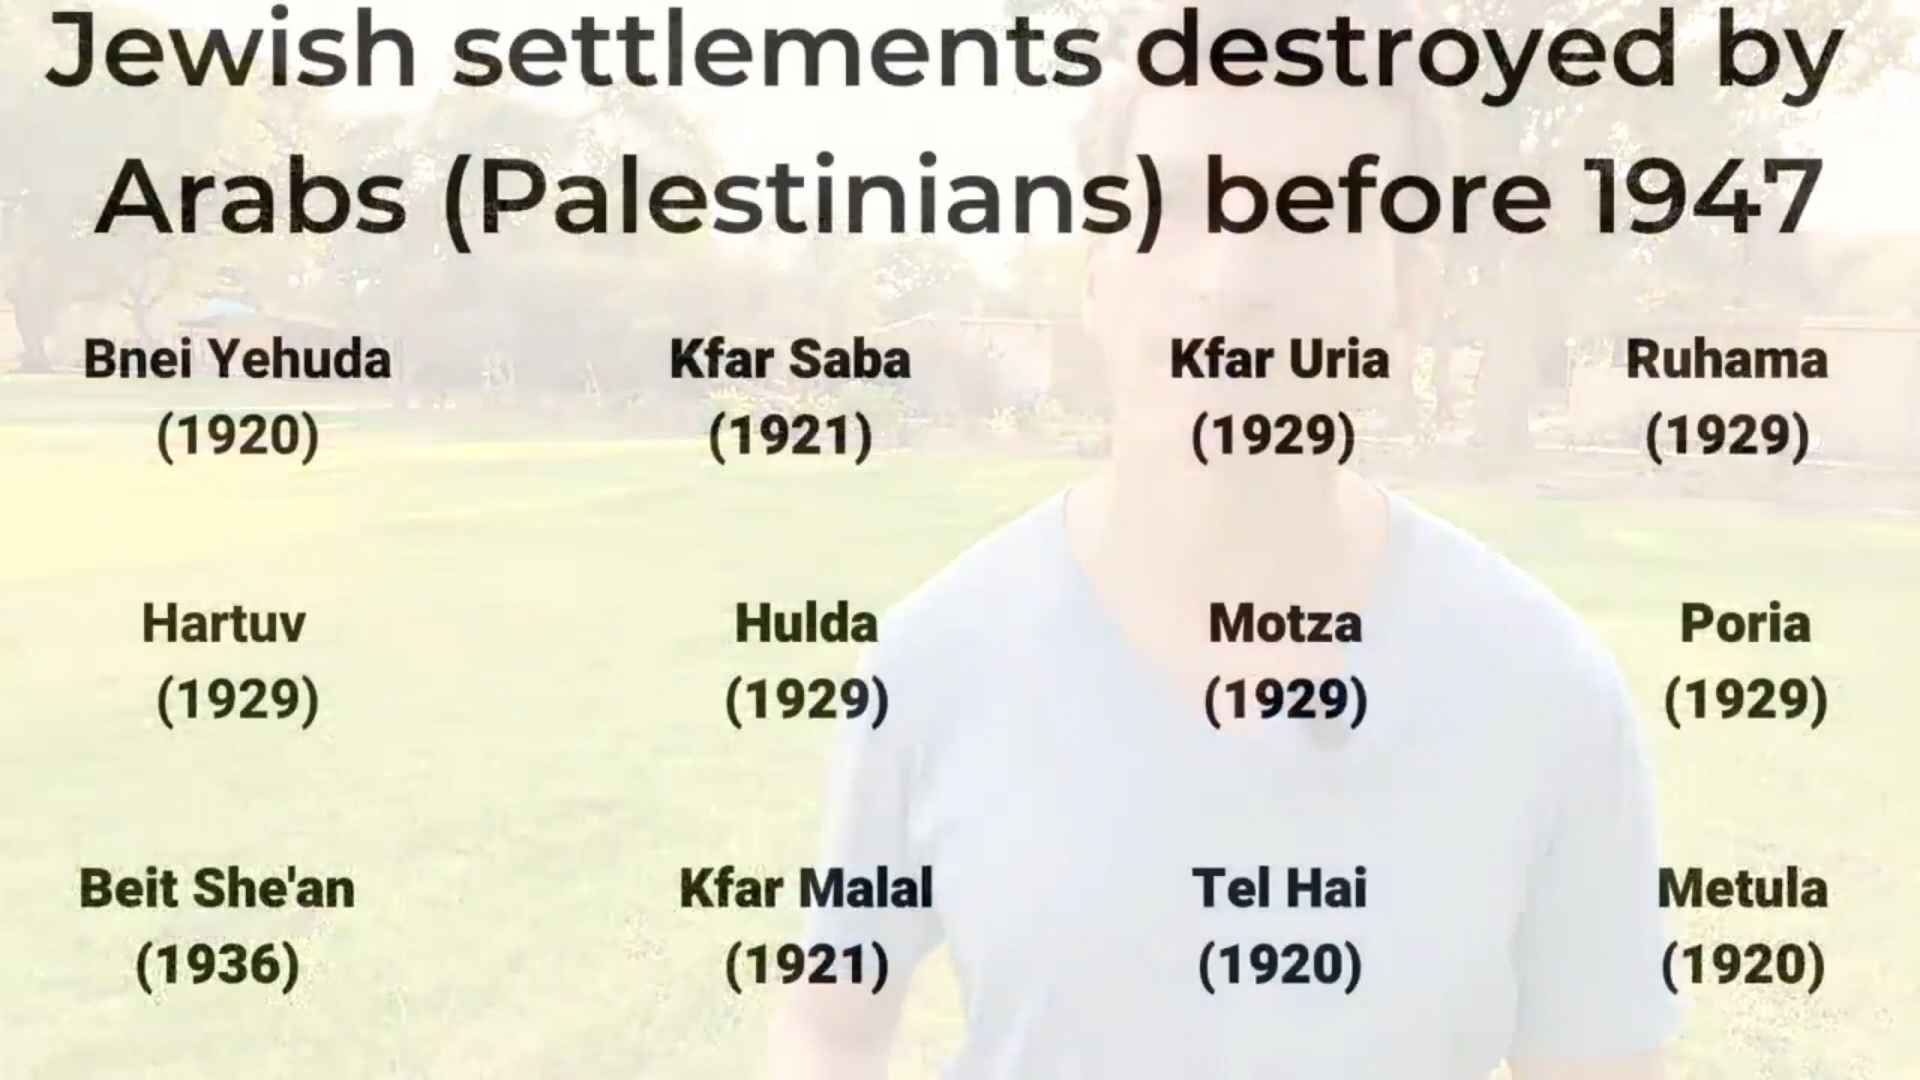 Jewish settlements destroyed by
Arabs (Palestinians) before 1947
Bnei Yehuda
(1920)
Kfar Saba
(1921)
Kfar Uria
(1929)
Ruhama
(1929)
Hartuv
(1929)
Hulda
(1929)
Motza
(1929)
Poria
(1929)
Beit She'an
(1936)
Kfar Malal
(1921)
Tel Hai
(1920)
Metula
(1920)